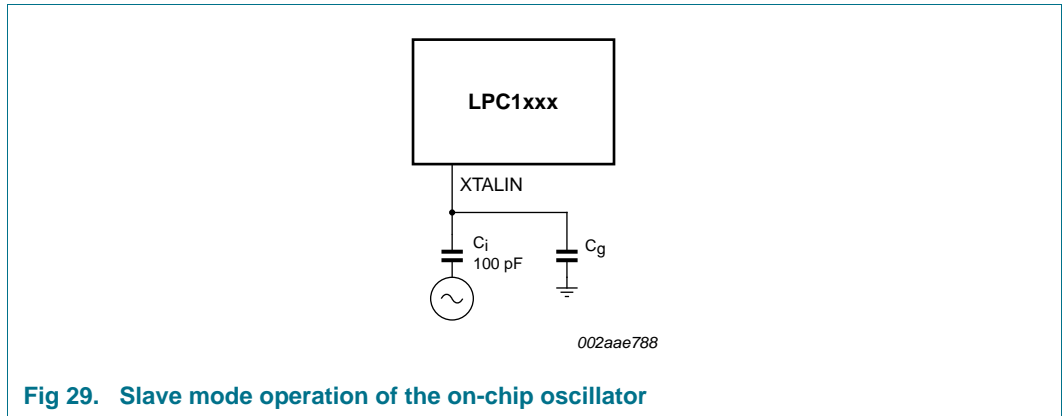 LPC1xxx
XTALIN
Ci
100 pF
Cg
002aae788
Fig 29. Slave mode operation of the on-chip oscillator